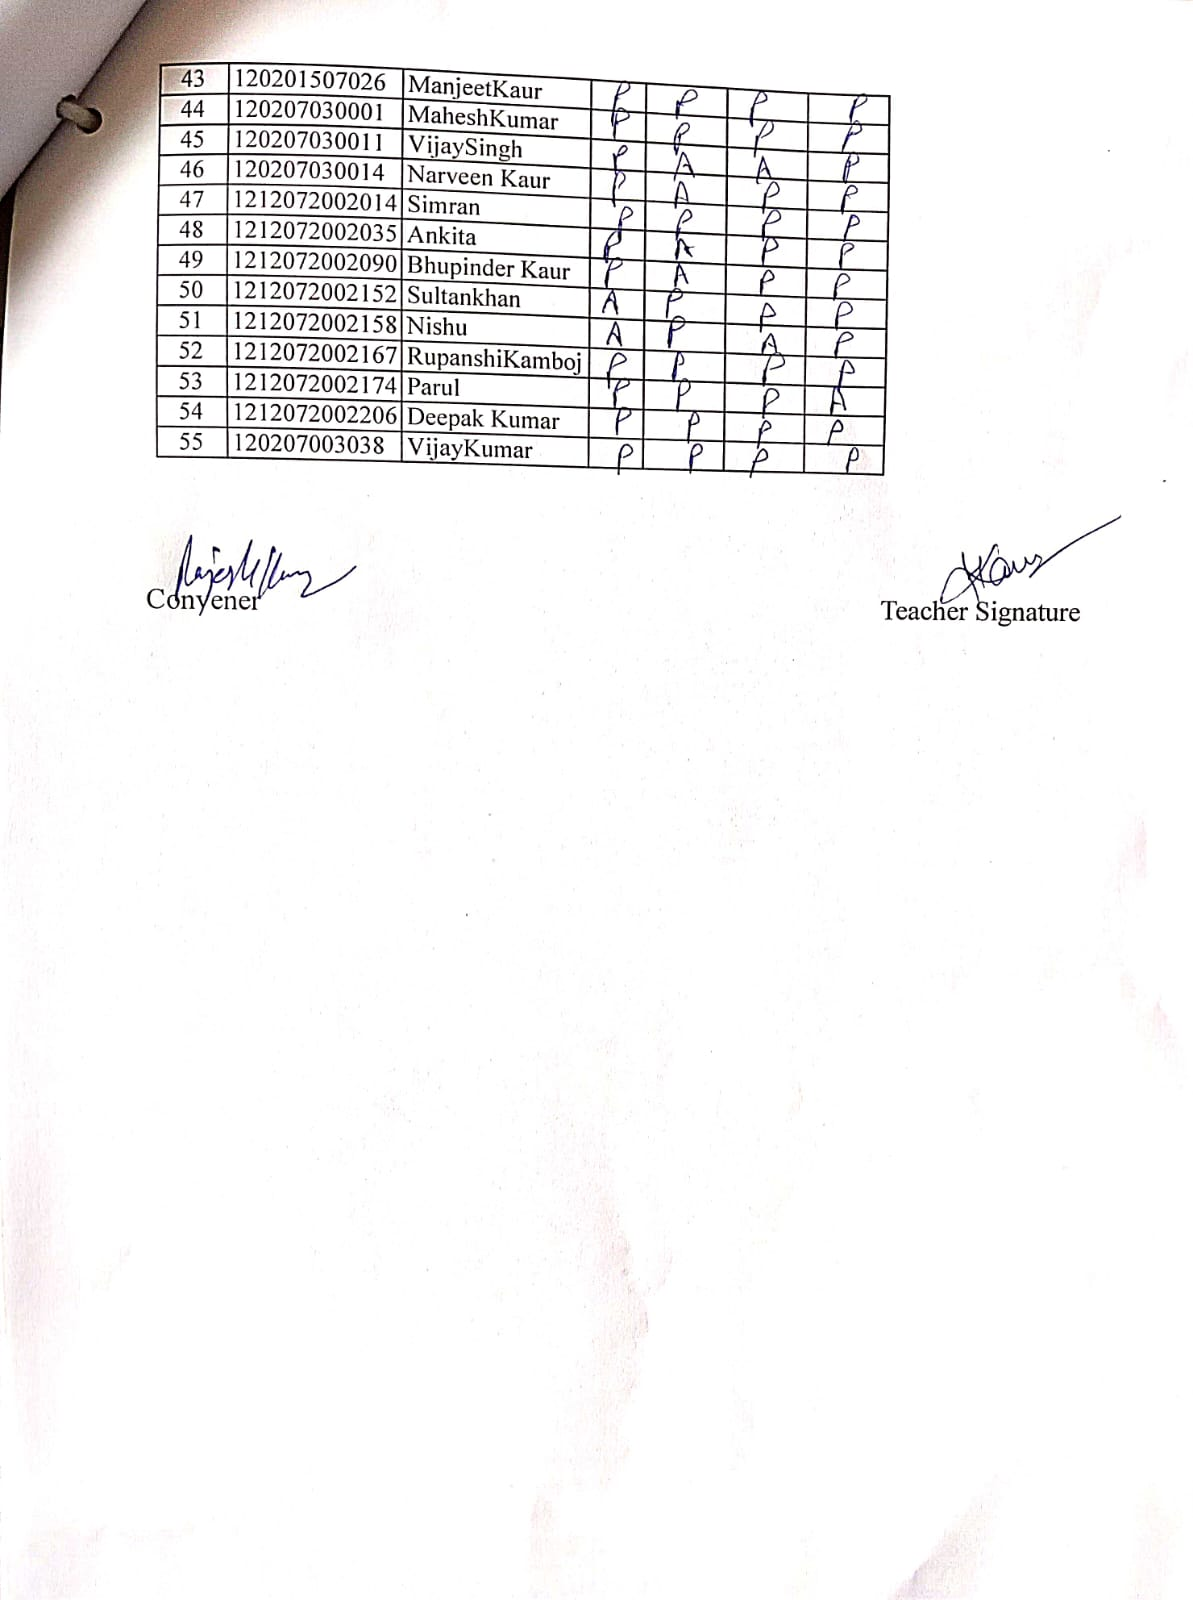 43 120201507026 ManjeetKaur P P P P
44 120207030001 MaheshKumar P P P P
45 120207030011 VijaySingh P A A P
46 120207030014 Narveen Kaur P A P P
47 1212072002014 Simran P P P P
48 1212072002035 Ankita P A P P
49 1212072002090 Bhupinder Kaur P A P P
50 1212072002152 Sultankhan A P P P
51 1212072002158 Nishu A P A P
52 1212072002167 RupanshiKamboj P P P P
53 1212072002174 Parul P P P A
54 1212072002206 Deepak Kumar P P P P
55 120207003038 VijayKumar P P P P
Convener
Teacher Signature